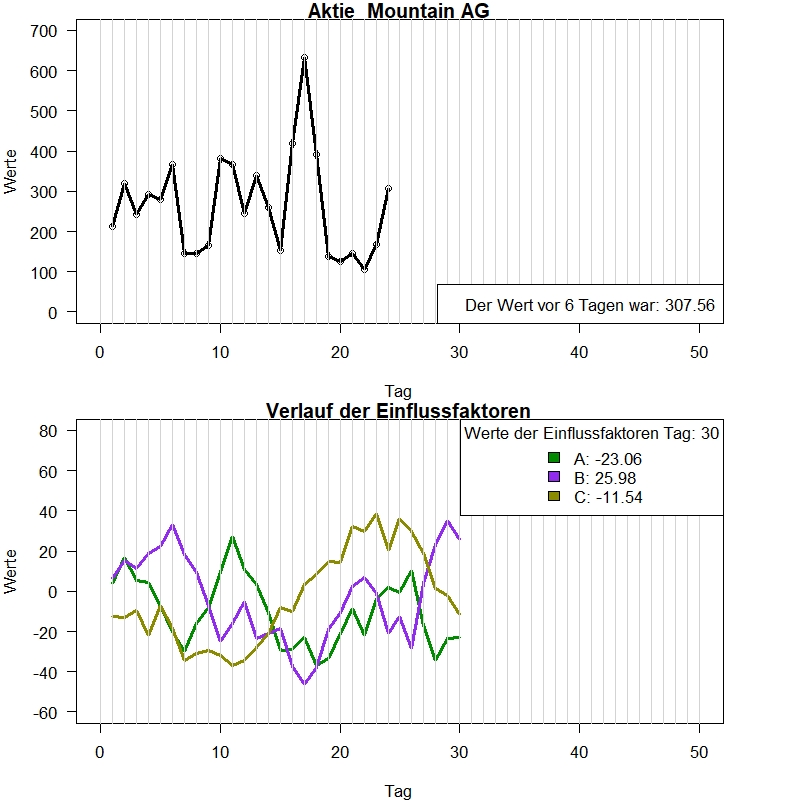 Aktie  Mountain AG
Werte
700
600
500
400
300
200
100
0
Der Wert vor 6 Tagen war: 307.56
0 10 20 30 40 50
Tag
Verlauf der Einflussfaktoren
Werte
80
60
40
20
0
-20
-40
-60
Werte der Einflussfaktoren Tag: 30
A: -23.06
B: 25.98
C: -11.54
0 10 20 30 40 50
Tag